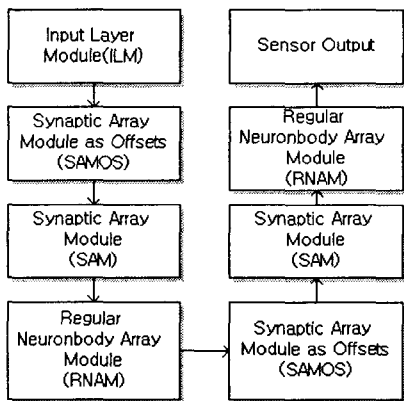 Input Layer
Module(ILM)
Synaptic Array
Module as Offsets
(SAMOS)
Synaptic Array
Module
(SAM)
Regular
Neuronbody Array
Module
(RNAM)
Synaptic Array
Module as Offsets
(SAMOS)
Synaptic Array
Module
(SAM)
Regular
Neuronbody Array
Module
(RNAM)
Sensor Output